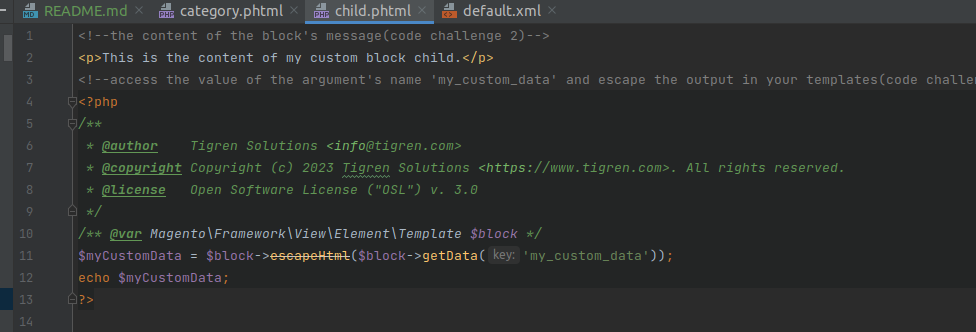 README.md category.phtml child.phtml default.xml
1 <!--the content of the block's message(code challenge 2)-->
2 <p>This is the content of my custom block child.</p>
3 <!--access the value of the argument's name 'my_custom_data' and escape the output in your templates(code challen
4 <?php
5 /**
6 * @author Tigren Solutions <info@tigren.com>
7 * @copyright Copyright (c) 2023 Tigren Solutions <https://www.tigren.com>. All rights reserved.
8 * @license Open Software License ("OSL") v. 3.0
9 */
10 /** @var Magento\Framework\View\Element\Template $block */
11 $myCustomData = $block->escapeHtml($block->getData( key: 'my_custom_data'));
12 echo $myCustomData;
13 ?>
14